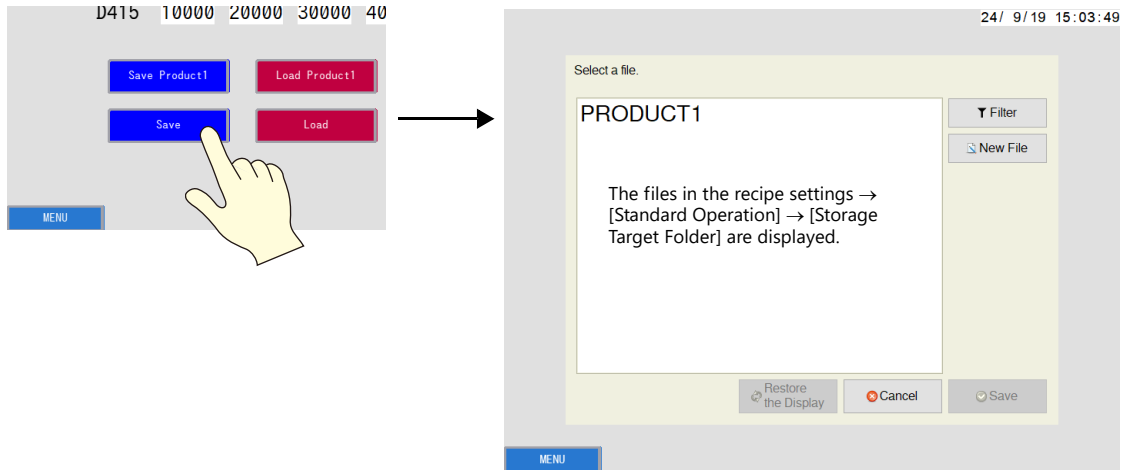 D415 10000 20000 30000 40
Save Product1 Load Product1
Save Load
MENU
24/ 9/19 15:03:49
Select a file.
PRODUCT1
Filter
New File
The files in the recipe settings →
[Standard Operation] → [Storage
Target Folder] are displayed.
Restore
the Display
Cancel
Save
MENU